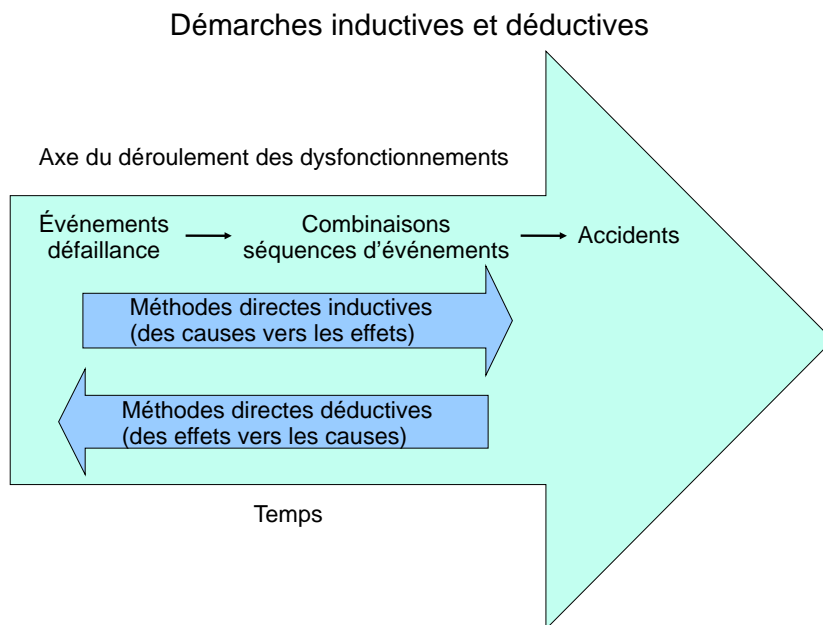 Démarches inductives et déductives
Axe du déroulement des dysfonctionnements
Événements
défaillance
Combinaisons
séquences d’événements
Accidents
Méthodes directes inductives
(des causes vers les effets)
Méthodes directes déductives
(des effets vers les causes)
Temps